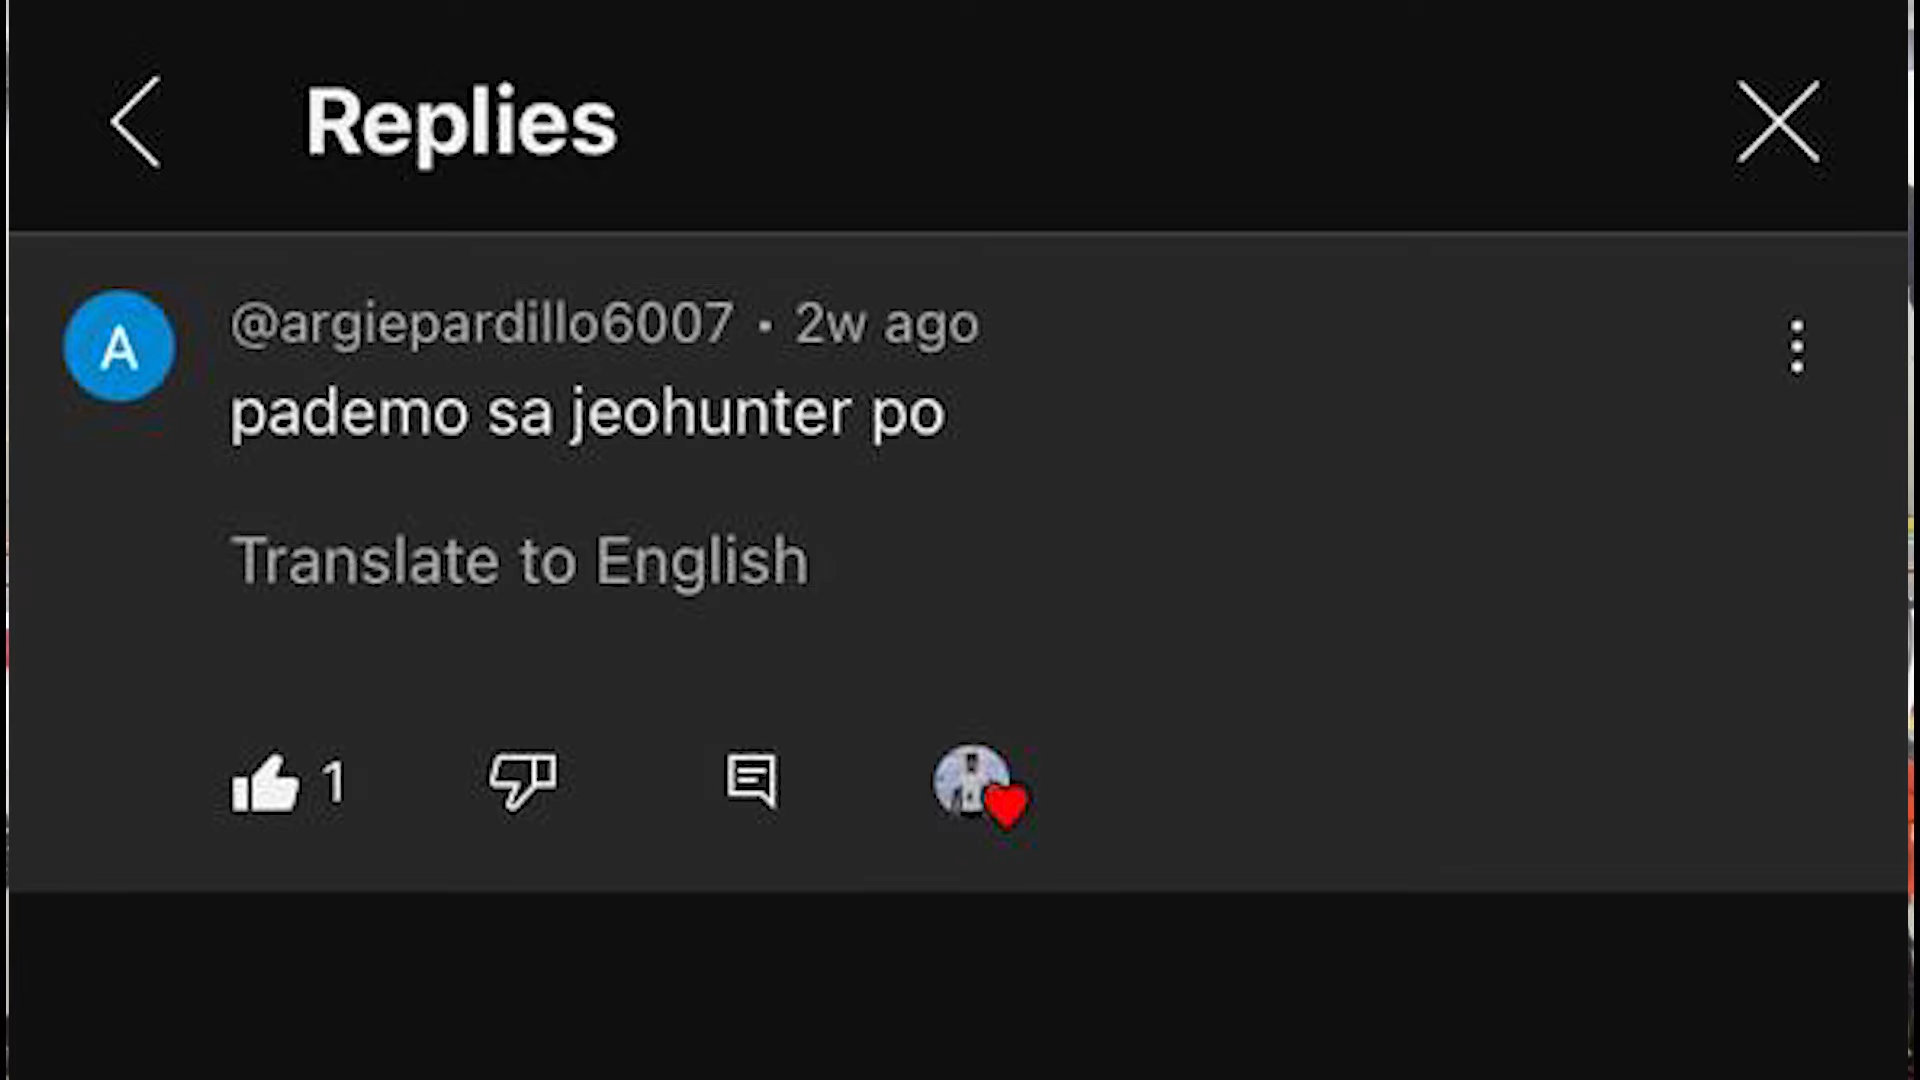 Replies
A
@argiepardillo6007 • 2w ago
pademo sa jeohunter po
Translate to English
1